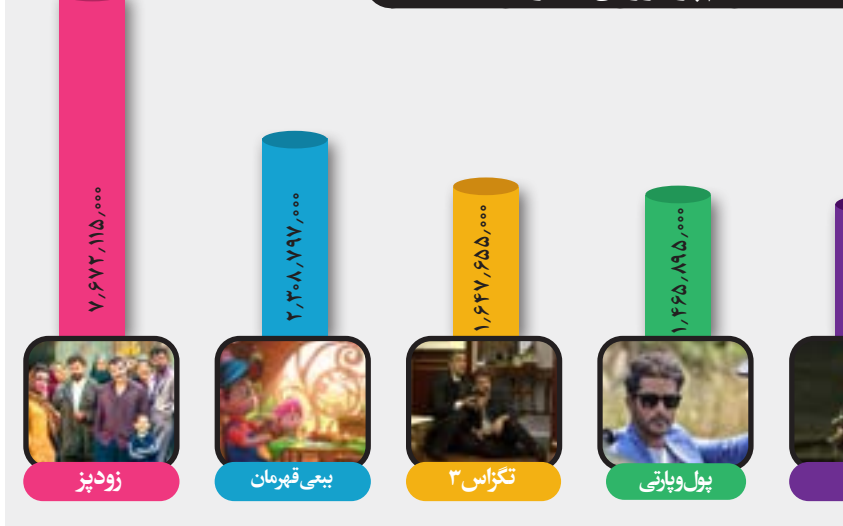 ۷٫۶۷۲٫۱۱۵٫۰۰۰
۲٫۳۰۸٫۷۹۷٫۰۰۰
۱٫۶۴۷٫۶۵۵٫۰۰۰
۱٫۴۶۵٫۸۹۵٫۰۰۰
زودپز
ببعی قهرمان
تگزاس ۳
پول و پارتی